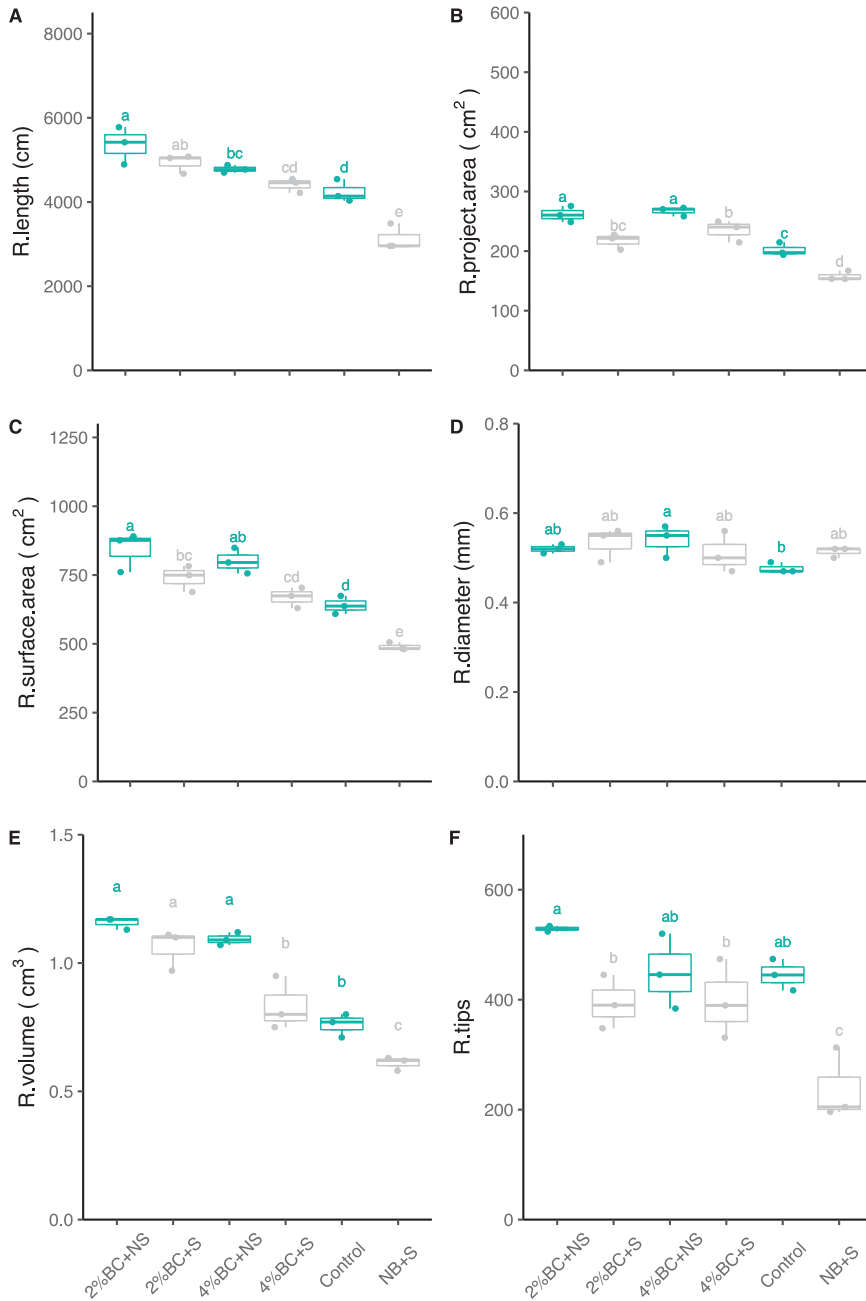 A
R.length (cm)
8000
6000
4000
2000
0
a
ab
bc
cd
d
e
B
R.project.area ( cm²)
600
500
400
300
200
100
0
a
bc
a
b
c
d
C
R.surface.area ( cm²)
1250
1000
750
500
250
0
a
bc
ab
cd
d
e
D
R.diameter (mm)
0.8
0.6
0.4
0.2
0.0
ab
ab
a
ab
b
ab
E
R.volume ( cm³)
1.5
1.0
0.5
0.0
a
a
a
b
b
c
2%BC+NS
2%BC+S
4%BC+NS
4%BC+S
Control
NB+S
F
R.tips
600
400
200
0
a
b
ab
b
ab
c
2%BC+NS
2%BC+S
4%BC+NS
4%BC+S
Control
NB+S